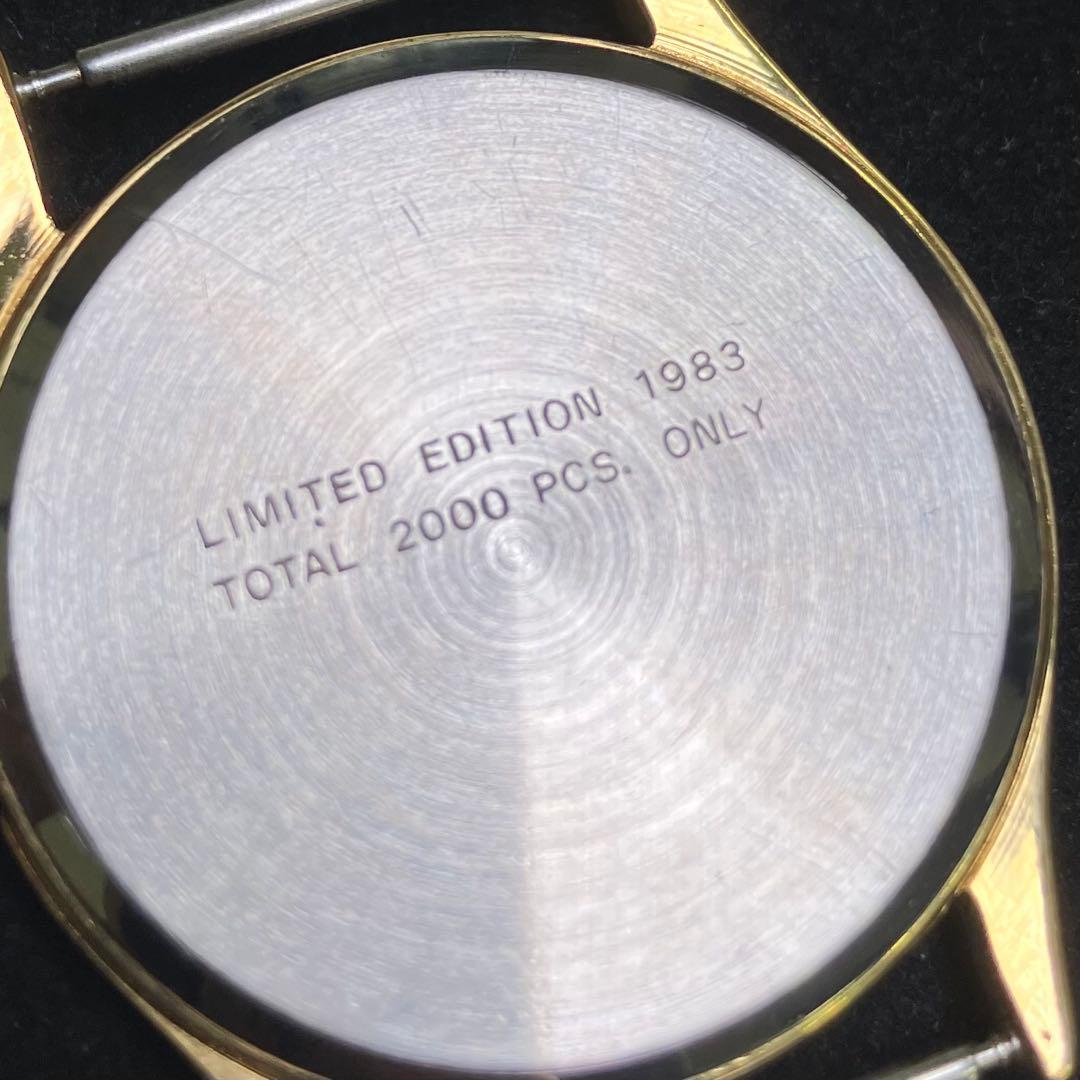 LIMITED EDITION 1983
TOTAL 2000 PCS. ONLY